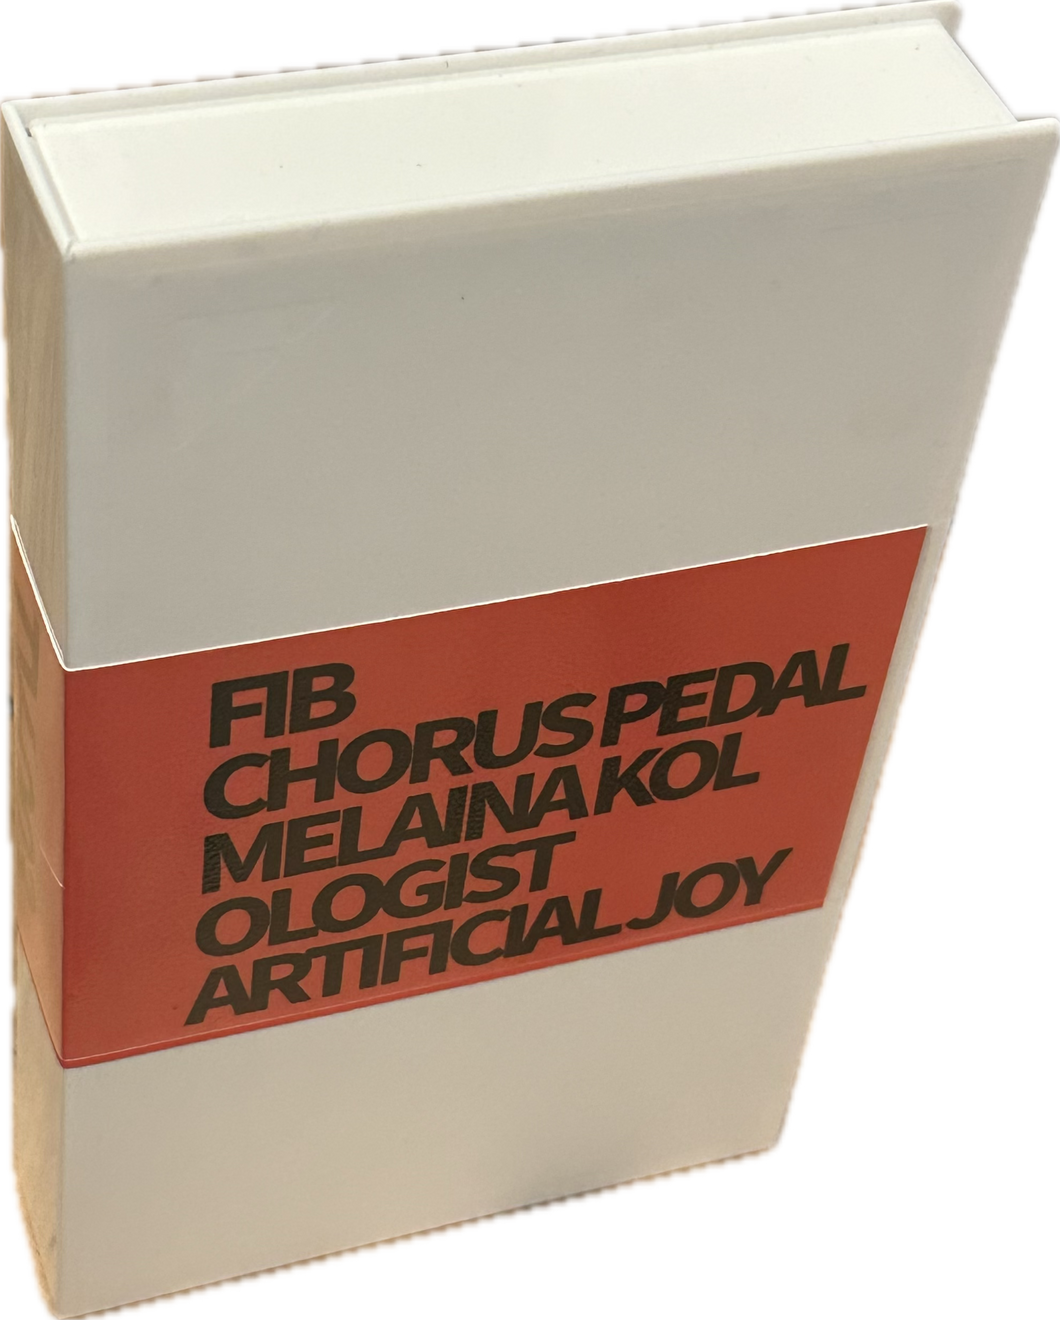 FIB
CHORUS PEDAL
MELAINA KOL
OLOGIST
ARTIFICIAL JOY